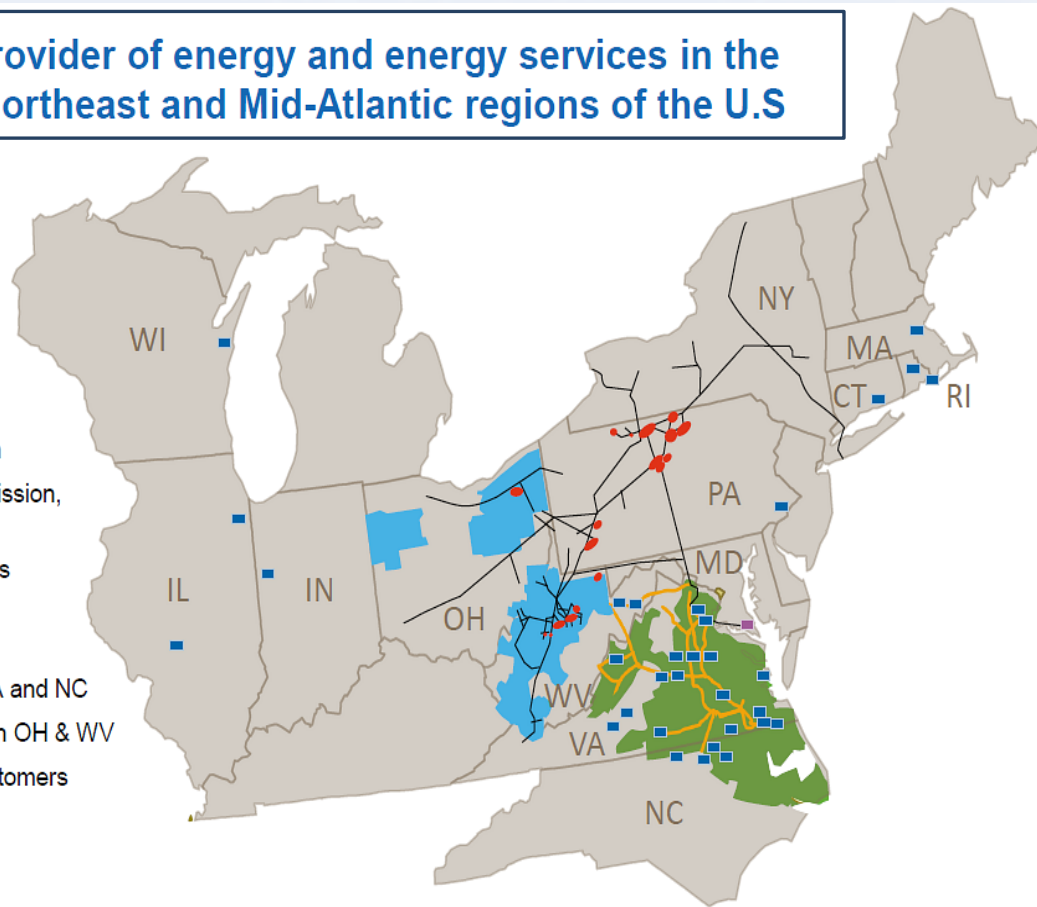 rovider of energy and energy services in the
ortheast and Mid-Atlantic regions of the U.S
ission,
s
A and NC
n OH & WV
tomers
WI
NY
MA
CT
RI
PA
MD
IL
IN
OH
WV
VA
NC